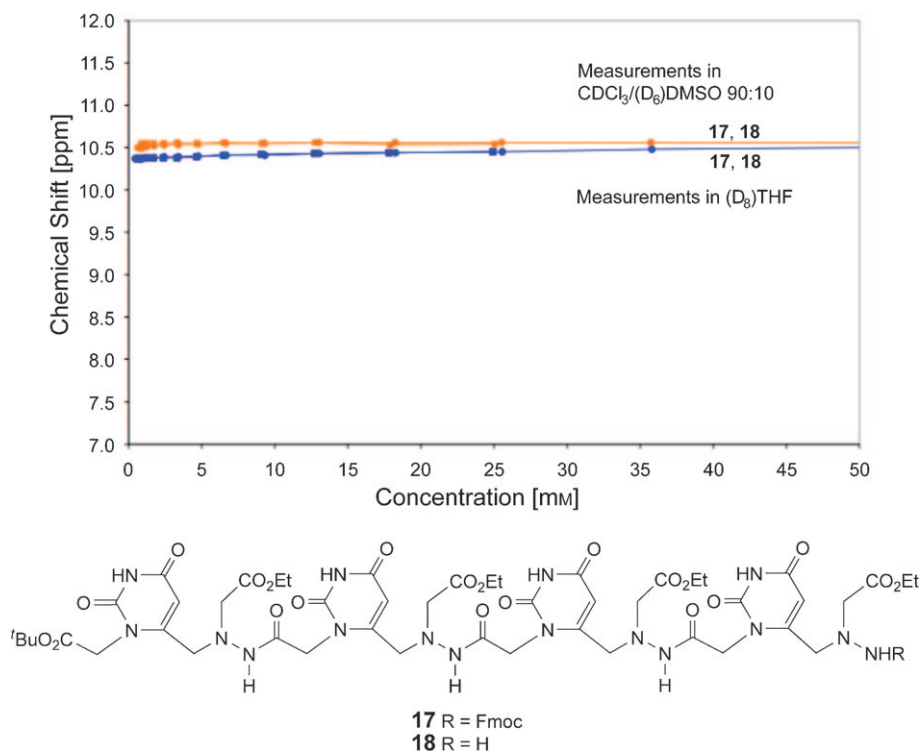 12.0
11.5
11.0
10.5
10.0
9.5
9.0
8.5
8.0
7.5
7.0
Chemical Shift [ppm]
Measurements in
CDCl₃/(D₆)DMSO 90:10
17, 18
17, 18
Measurements in (D₈)THF
0 5 10 15 20 25 30 35 40 45 50
Concentration [mM]
O O O O
HN CO₂Et HN CO₂Et HN CO₂Et HN CO₂Et
O N O O N O O N O O N
ᵗBuO₂C N N N N N N N NHR
H H H
17 R = Fmoc
18 R = H